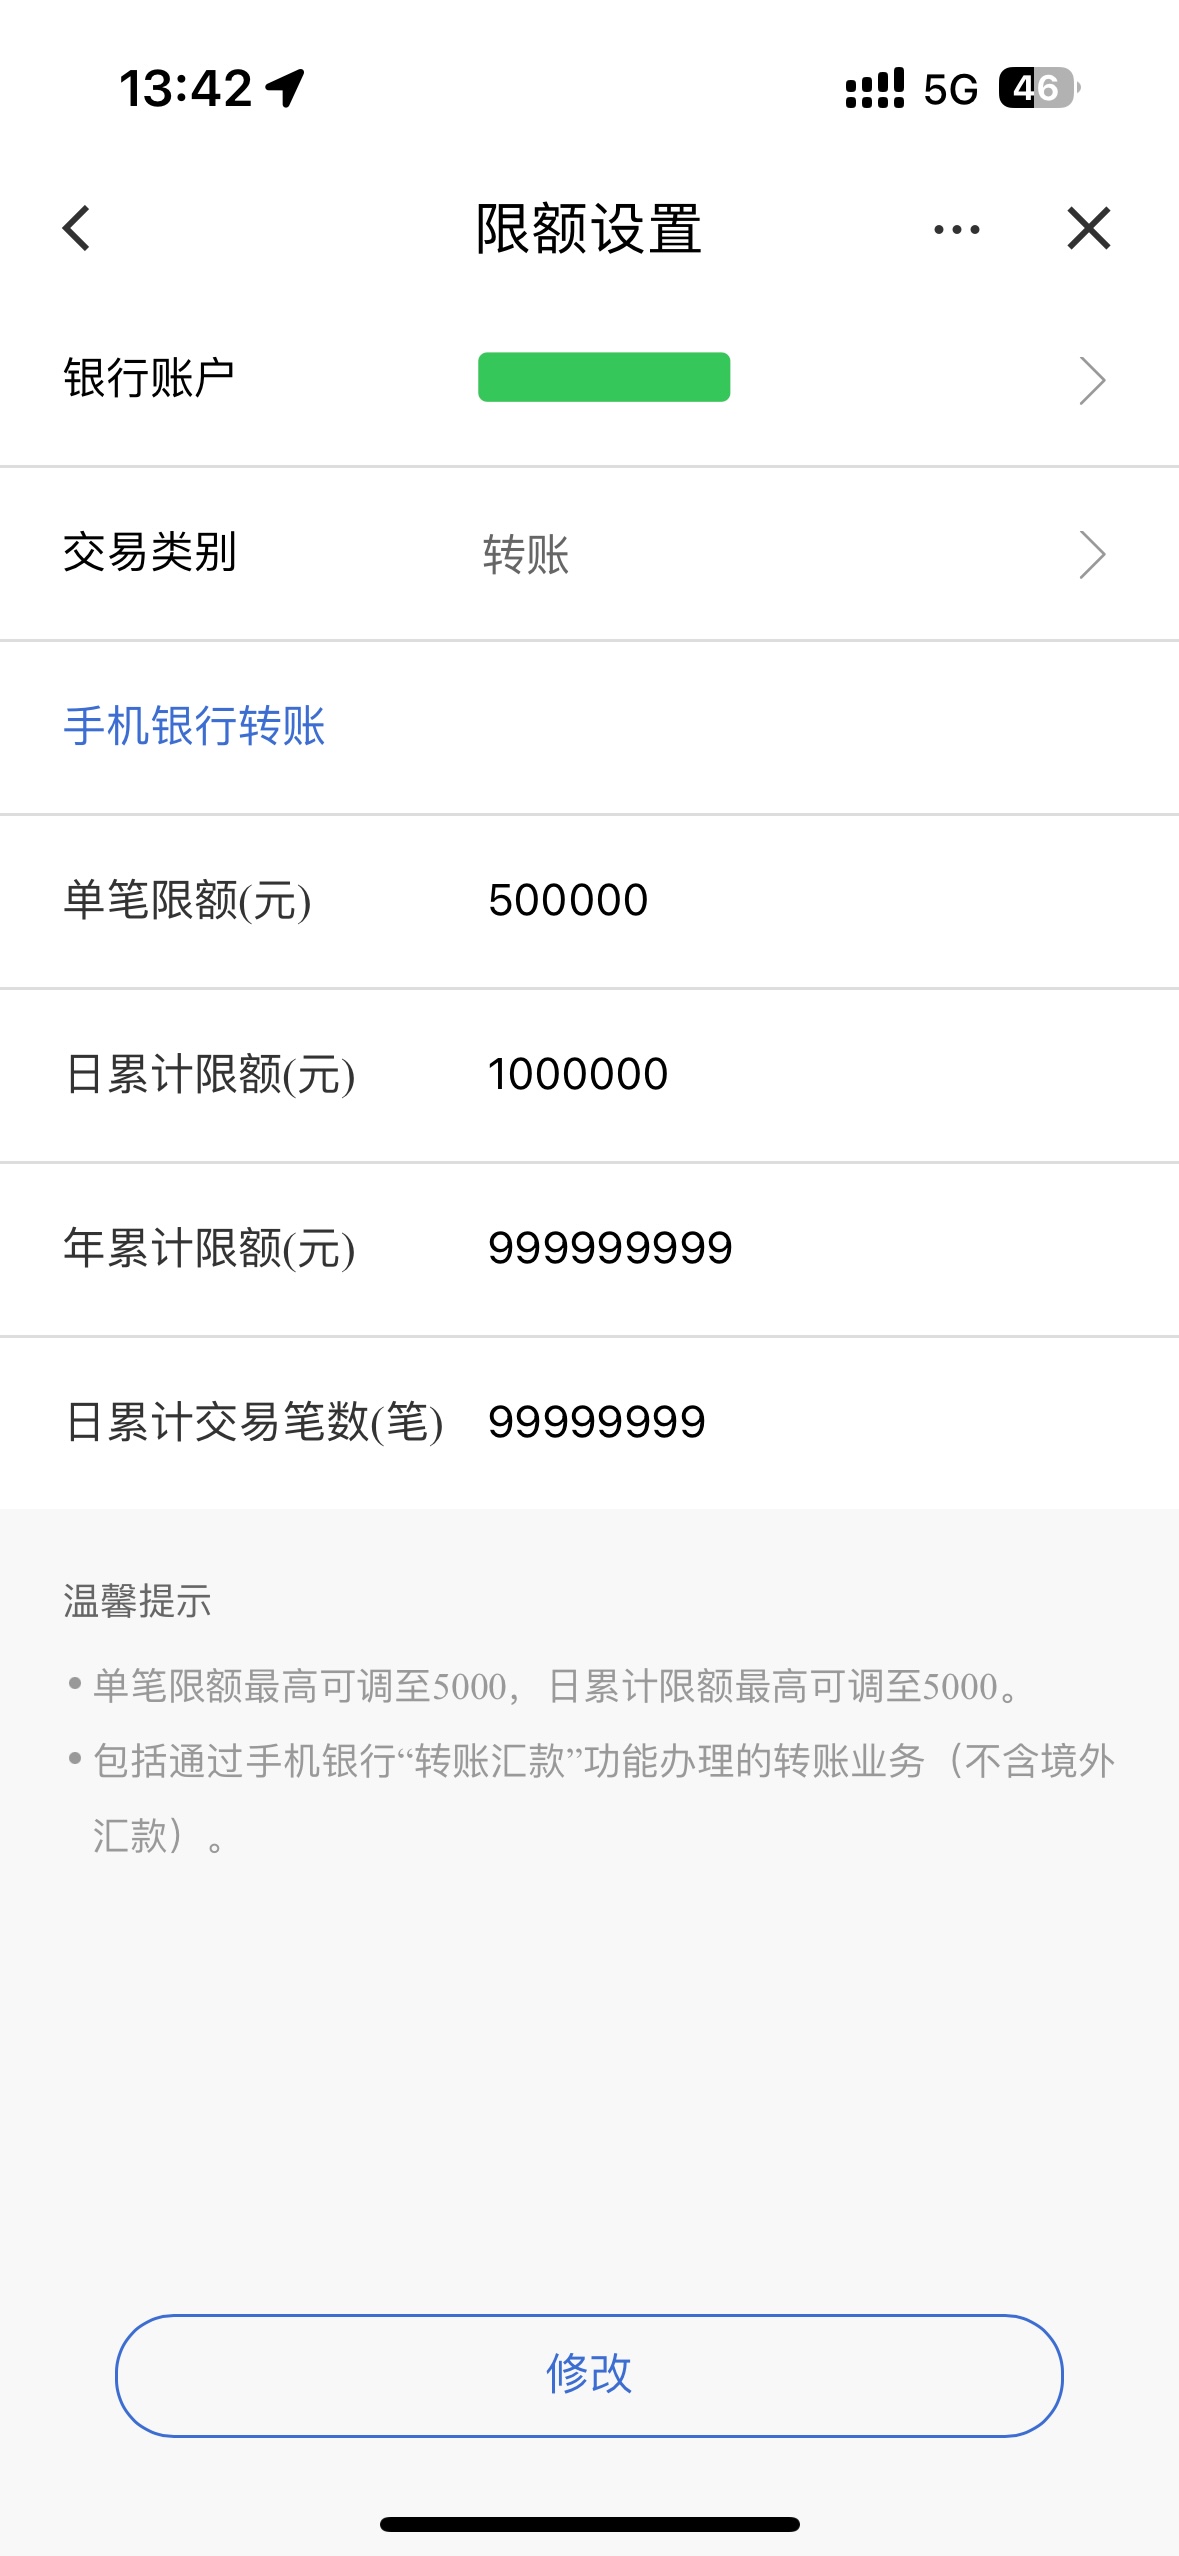 13:42 5G 46
限额设置
银行账户
交易类别 转账
手机银行转账
单笔限额(元) 500000
日累计限额(元) 1000000
年累计限额(元) 999999999
日累计交易笔数(笔) 99999999
温馨提示
• 单笔限额最高可调至5000，日累计限额最高可调至5000。
• 包括通过手机银行“转账汇款”功能办理的转账业务（不含境外
汇款）。
修改